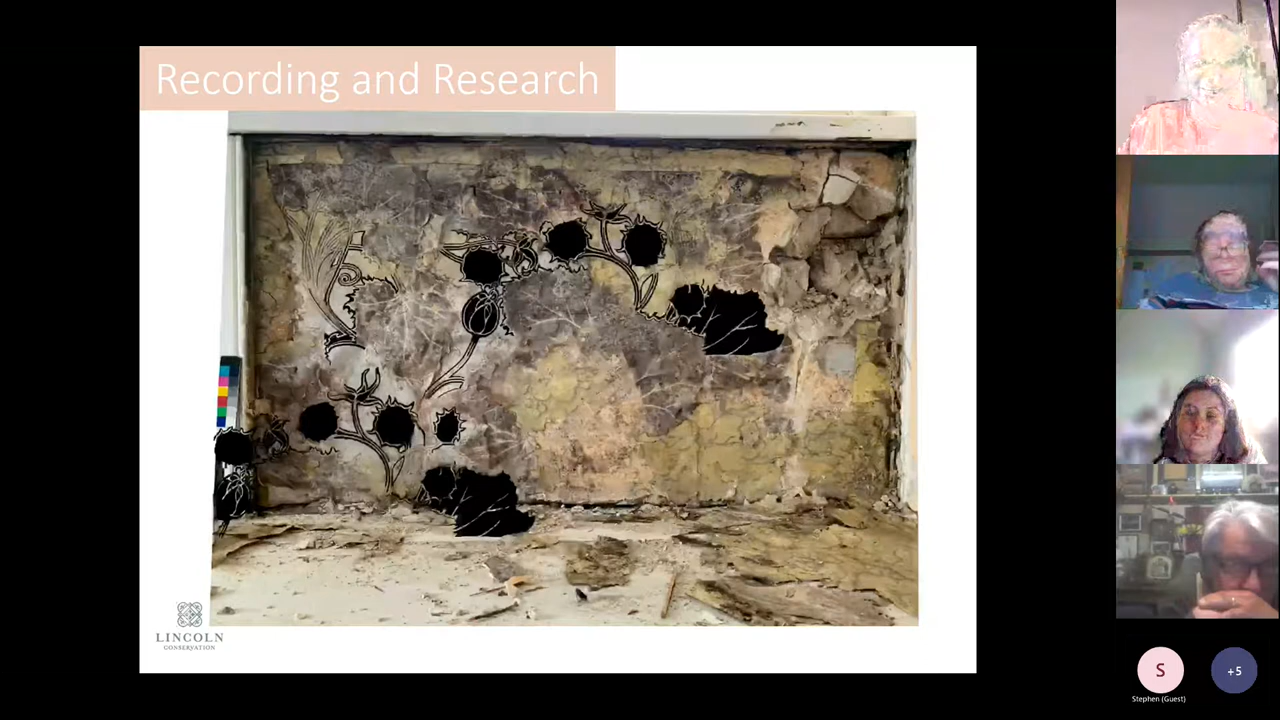 Recording and Research
LINCOLN
CONSERVATION
S
+5
Stephen (Guest)